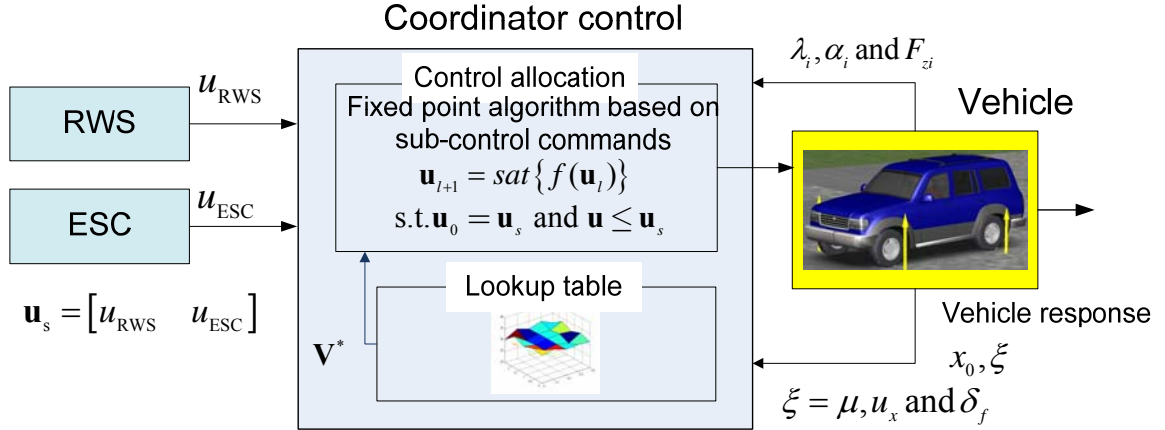 Coordinator control
RWS
u_RWS
ESC
u_ESC
𝐮_s = [u_RWS u_ESC]
Control allocation
Fixed point algorithm based on
sub-control commands
𝐮_{l+1} = sat{f(𝐮_l)}
s.t.𝐮_0 = 𝐮_s and 𝐮 ≤ 𝐮_s
Lookup table
𝐕*
λ_i, α_i and F_zi
Vehicle
Vehicle response
x_0, ξ
ξ = μ, u_x and δ_f